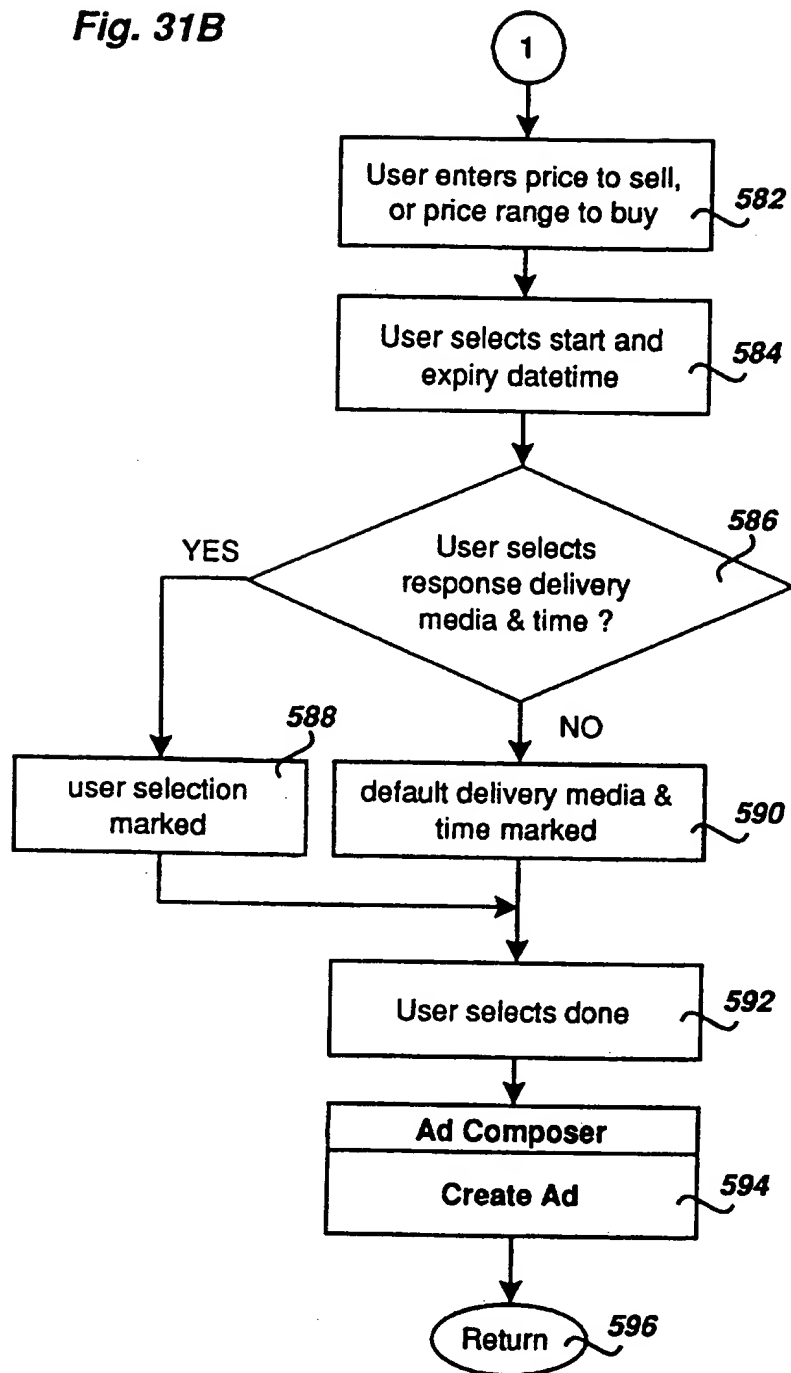 Fig. 31B
1
User enters price to sell,
or price range to buy
582
User selects start and
expiry datetime
584
User selects
response delivery
media & time ?
586
YES
NO
588
user selection
marked
default delivery media &
time marked
590
User selects done
592
Ad Composer
Create Ad
594
Return
596